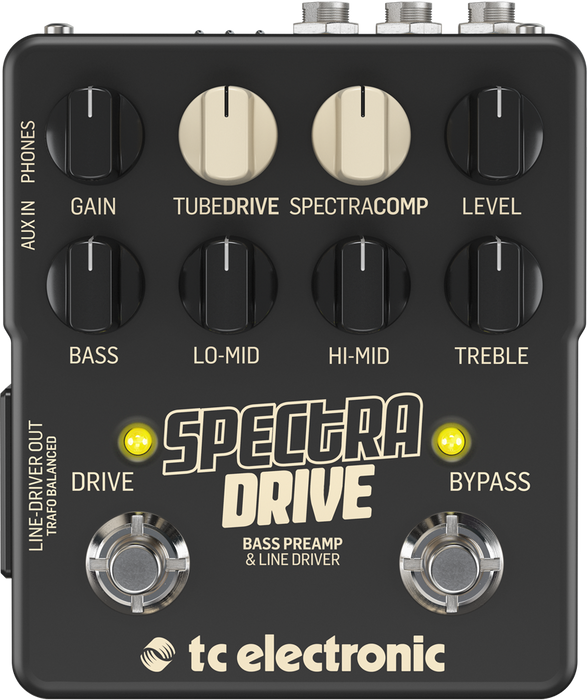 PHONES
AUX IN
GAIN TUBEDRIVE SPECTRACOMP LEVEL
BASS LO-MID HI-MID TREBLE
LINE-DRIVER OUT
TRAFO BALANCED
SPECTRA
DRIVE
DRIVE
BYPASS
BASS PREAMP
& LINE DRIVER
tc electronic